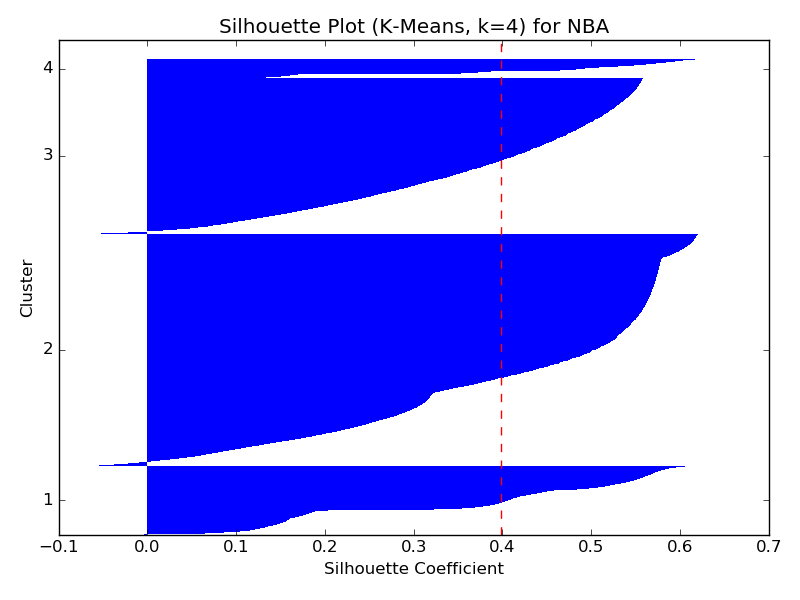 Silhouette Plot (K-Means, k=4) for NBA
4
3
2
1
Cluster
−0.1 0.0 0.1 0.2 0.3 0.4 0.5 0.6 0.7
Silhouette Coefficient